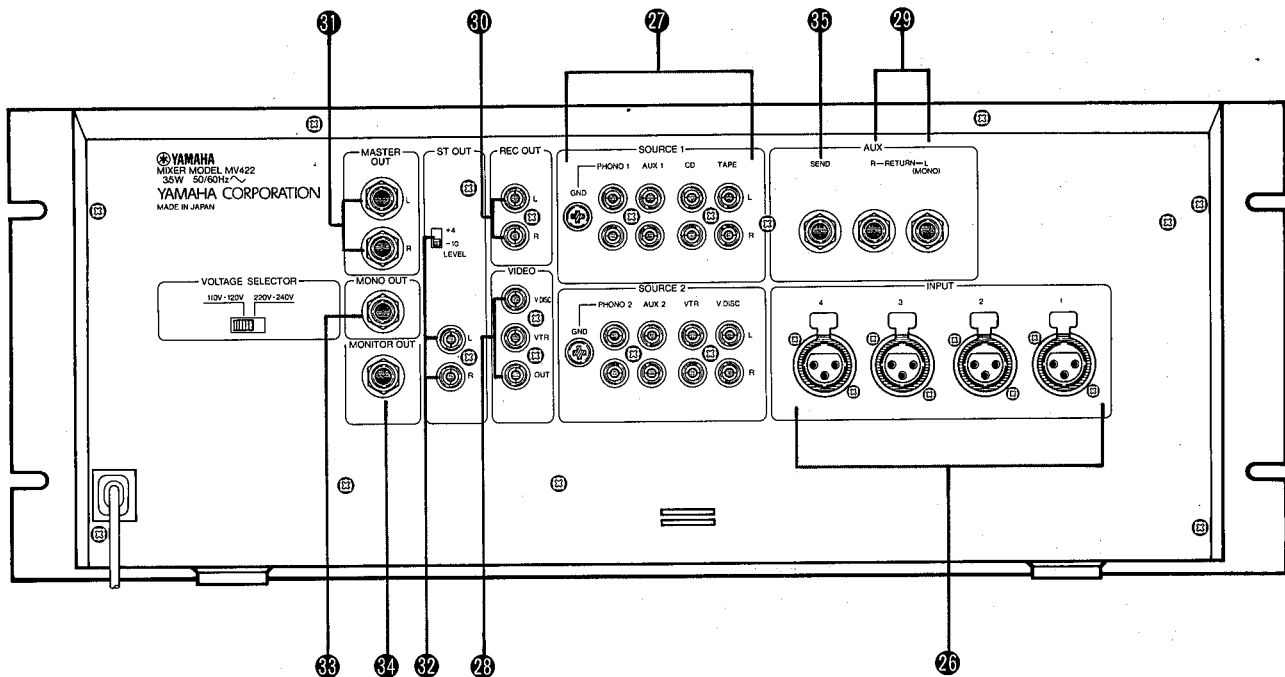 31 30 27 35 29
YAMAHA
MIXER MODEL MV422
35W 50/60Hz
YAMAHA CORPORATION
MADE IN JAPAN
VOLTAGE SELECTOR
110V-120V 220V-240V
MASTER
OUT
L
R
MONO OUT
MONITOR OUT
ST OUT
+4
-10
LEVEL
L
R
REC OUT
L
R
VIDEO
V.DISC
VTR
OUT
SOURCE 1
GND PHONO 1 AUX 1 CD TAPE
L
R
SOURCE 2
GND PHONO 2 AUX 2 VTR V.DISC
L
R
AUX
SEND R-RETURN-L
(MONO)
INPUT
4 3 2 1
33 34 32 28 26